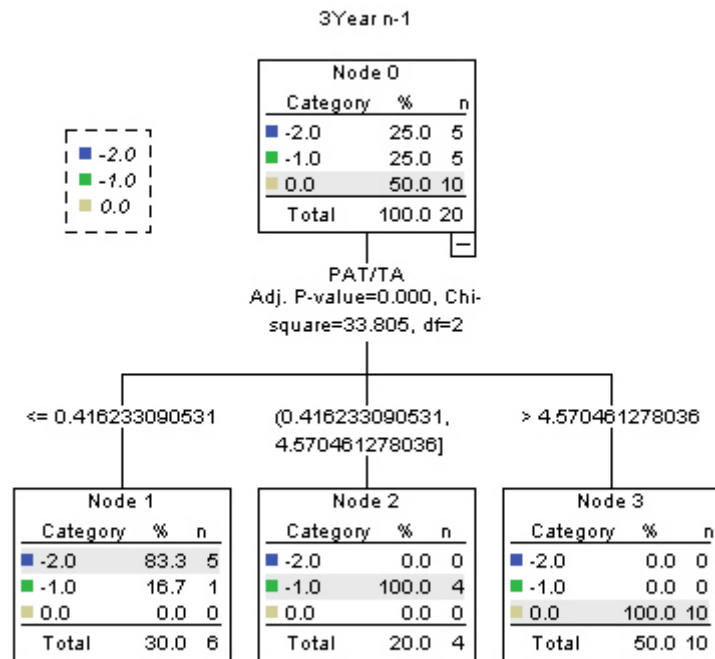 3Year n-1
-2.0
-1.0
0.0
Node 0
Category % n
-2.0 25.0 5
-1.0 25.0 5
0.0 50.0 10
Total 100.0 20
PAT/TA
Adj. P-value=0.000, Chi-
square=33.805, df=2
<= 0.416233090531
(0.416233090531,
4.570461278036]
> 4.570461278036
Node 1
Category % n
-2.0 83.3 5
-1.0 16.7 1
0.0 0.0 0
Total 30.0 6
Node 2
Category % n
-2.0 0.0 0
-1.0 100.0 4
0.0 0.0 0
Total 20.0 4
Node 3
Category % n
-2.0 0.0 0
-1.0 0.0 0
0.0 100.0 10
Total 50.0 10